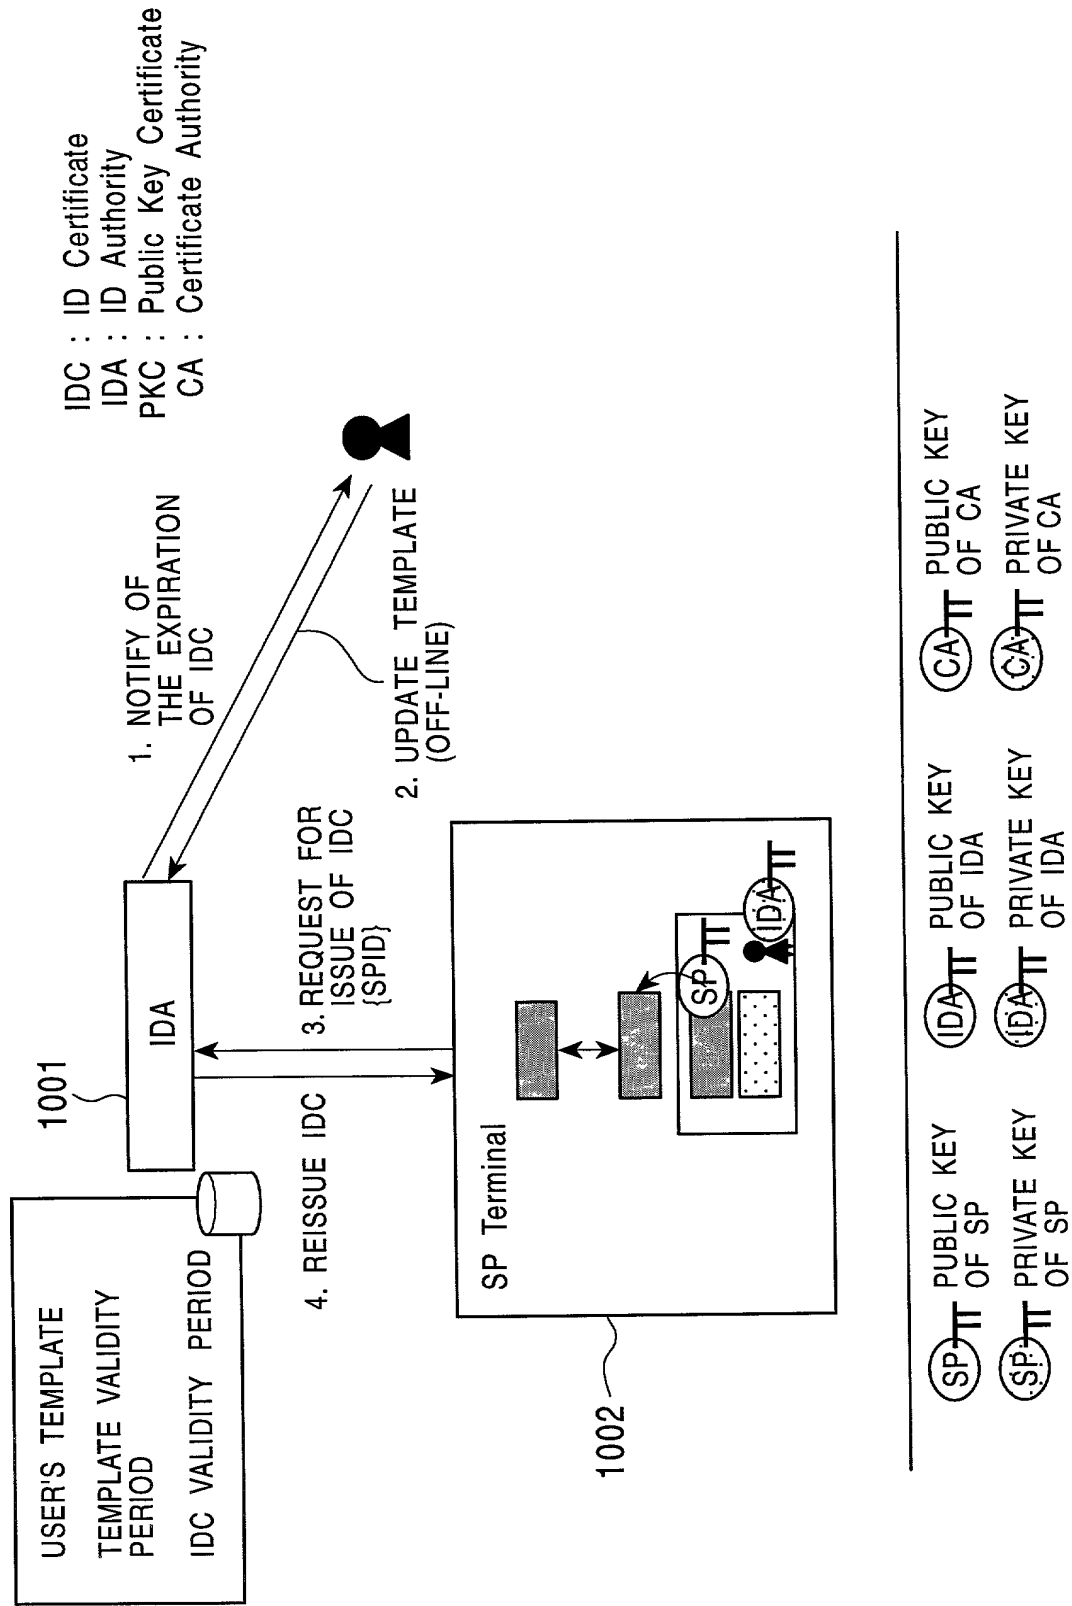 IDC : ID Certificate
IDA : ID Authority
PKC : Public Key Certificate
CA : Certificate Authority
USER'S TEMPLATE
TEMPLATE VALIDITY
PERIOD
IDC VALIDITY PERIOD
1001
IDA
1. NOTIFY OF
THE EXPIRATION
OF IDC
2. UPDATE TEMPLATE
(OFF-LINE)
3. REQUEST FOR
ISSUE OF IDC
{SPID}
4. REISSUE IDC
1002
SP Terminal
SP
IDA
SP
PUBLIC KEY
OF SP
IDA
PUBLIC KEY
OF IDA
CA
PUBLIC KEY
OF CA
SP
PRIVATE KEY
OF SP
IDA
PRIVATE KEY
OF IDA
CA
PRIVATE KEY
OF CA